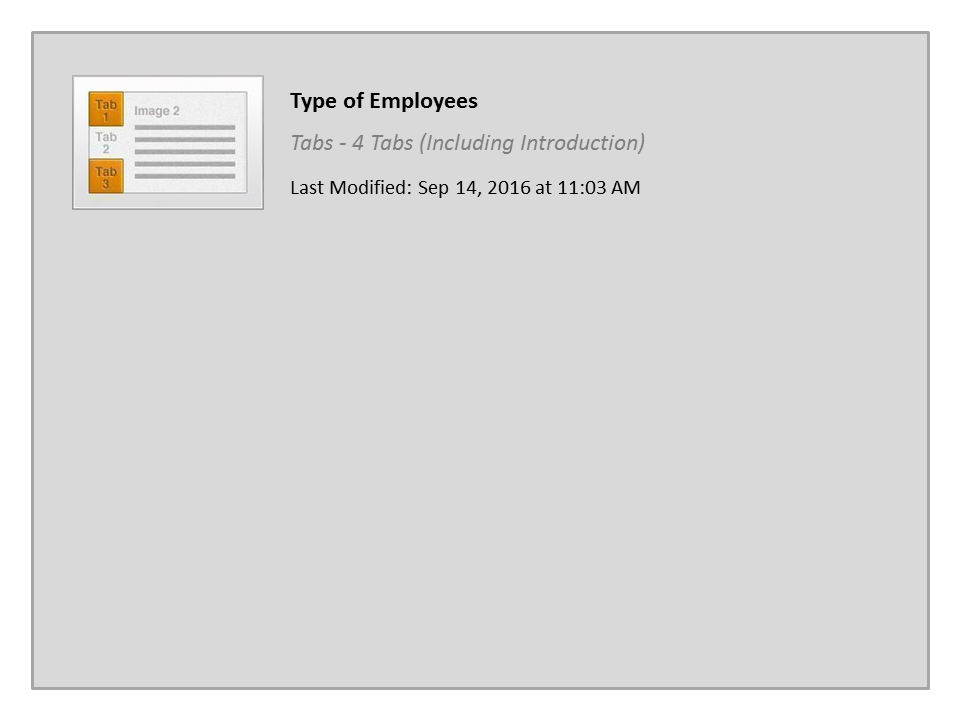 Tab
1
Image 2
Tab
2
Tab
3
Type of Employees
Tabs - 4 Tabs (Including Introduction)
Last Modified: Sep 14, 2016 at 11:03 AM